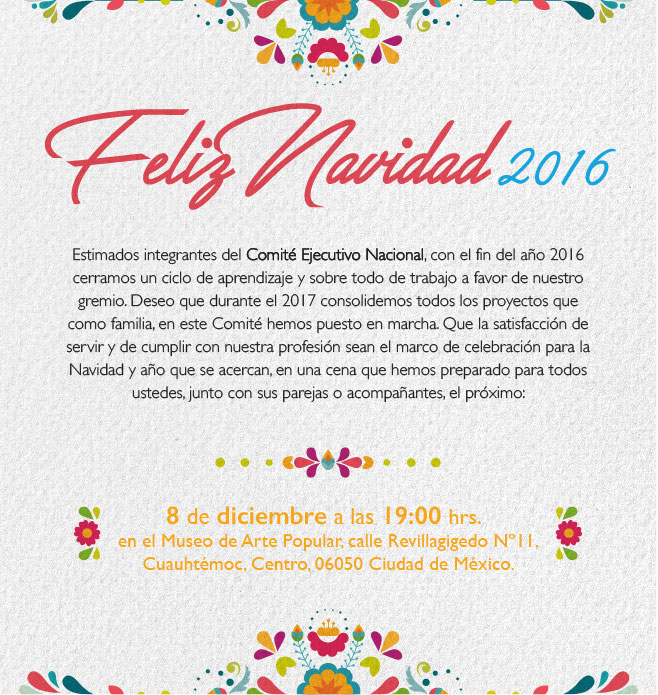 Feliz Navidad 2016
Estimados integrantes del Comité Ejecutivo Nacional, con el fin del año 2016
cerramos un ciclo de aprendizaje y sobre todo de trabajo a favor de nuestro
gremio. Deseo que durante el 2017 consolidemos todos los proyectos que
como familia, en este Comité hemos puesto en marcha. Que la satisfacción de
servir y de cumplir con nuestra profesión sean el marco de celebración para la
Navidad y año que se acercan, en una cena que hemos preparado para todos
ustedes, junto con sus parejas o acompañantes, el próximo:
8 de diciembre a las 19:00 hrs.
en el Museo de Arte Popular, calle Revillagigedo Nº11,
Cuauhtémoc, Centro, 06050 Ciudad de México.